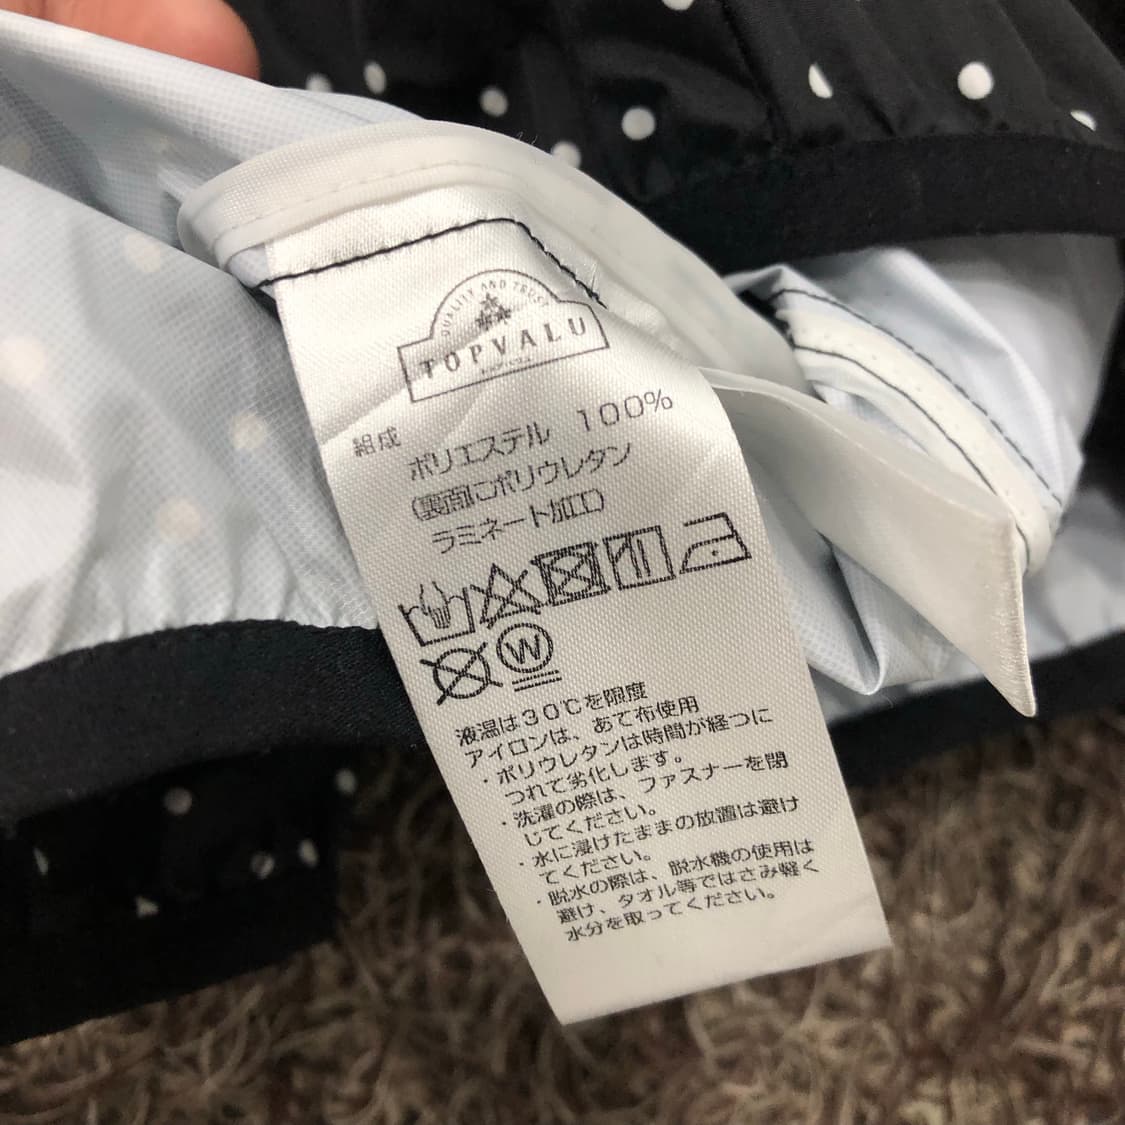 QUALITY AND TRUST
TOPVALU
組成
ポリエステル 100%
(裏面にポリウレタン
ラミネート加工)
W
液温は30℃を限度
アイロンは、あて布使用
・ポリウレタンは時間が経つに
つれて劣化します。
・洗濯の際は、ファスナーを閉
じてください。
・水に浸けたままの放置は避け
てください。
・脱水の際は、脱水機の使用は
避け、タオル等ではさみ軽く
水分を取ってください。